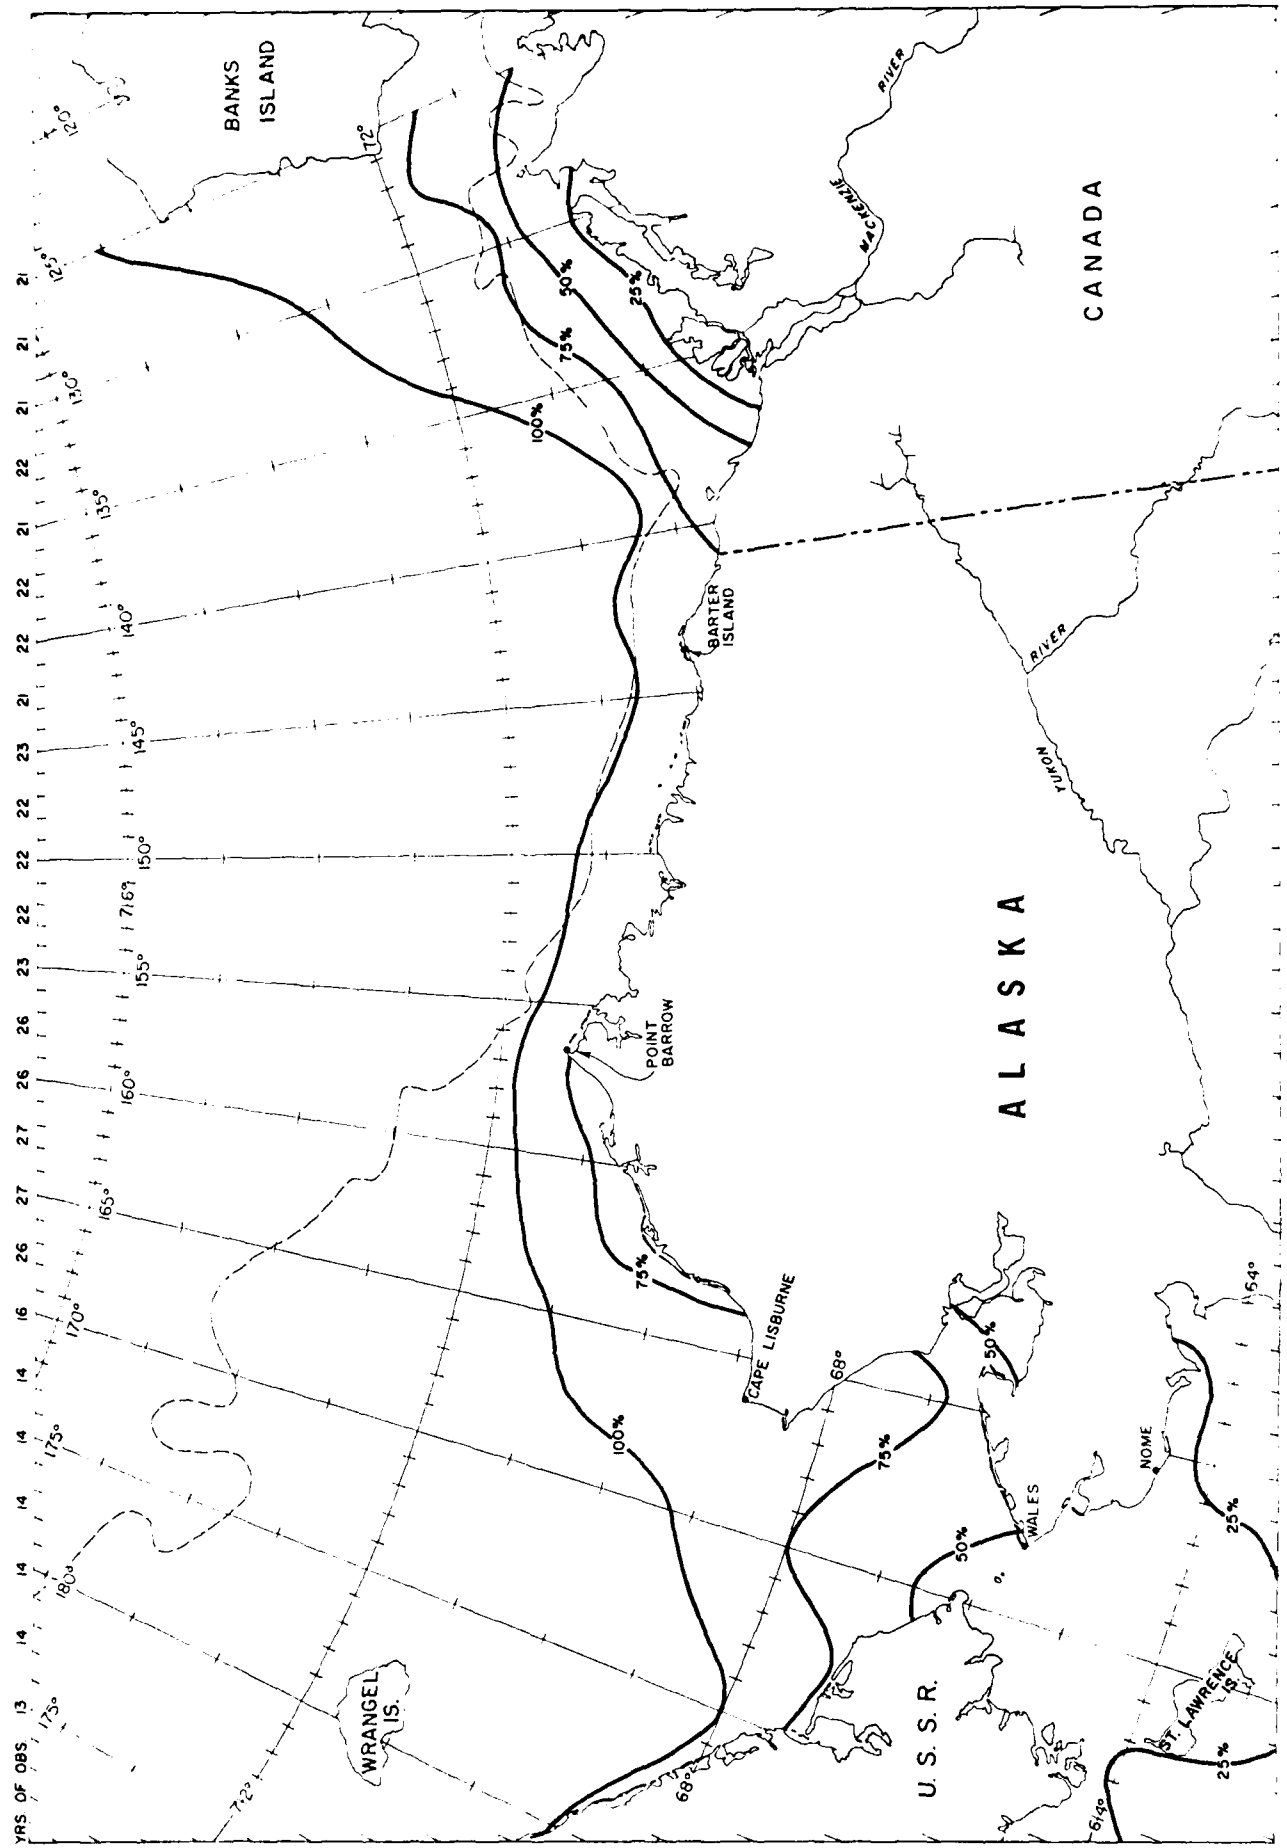 YRS OF OBS 13 14 14 14 14 14 16 26 27 27 26 26 23 22 22 22 23 21 22 22 21 22 21 21 21
175°
180°
175°
170°
165°
160°
155°
7169
150°
145°
140°
135°
130°
125°
120°
BANKS
ISLAND
72°
72°
WRANGEL
IS.
100%
100%
75%
50%
25%
RIVER
MACKENZIE
CANADA
BARTER
ISLAND
POINT
BARROW
75%
CAPE LISBURNE
68°
68°
75%
50%
50%
WALES
NOME
64°
64°
25%
25%
U. S. S. R.
ST. LAWRENCE
IS.
ALASKA
YUKON
RIVER